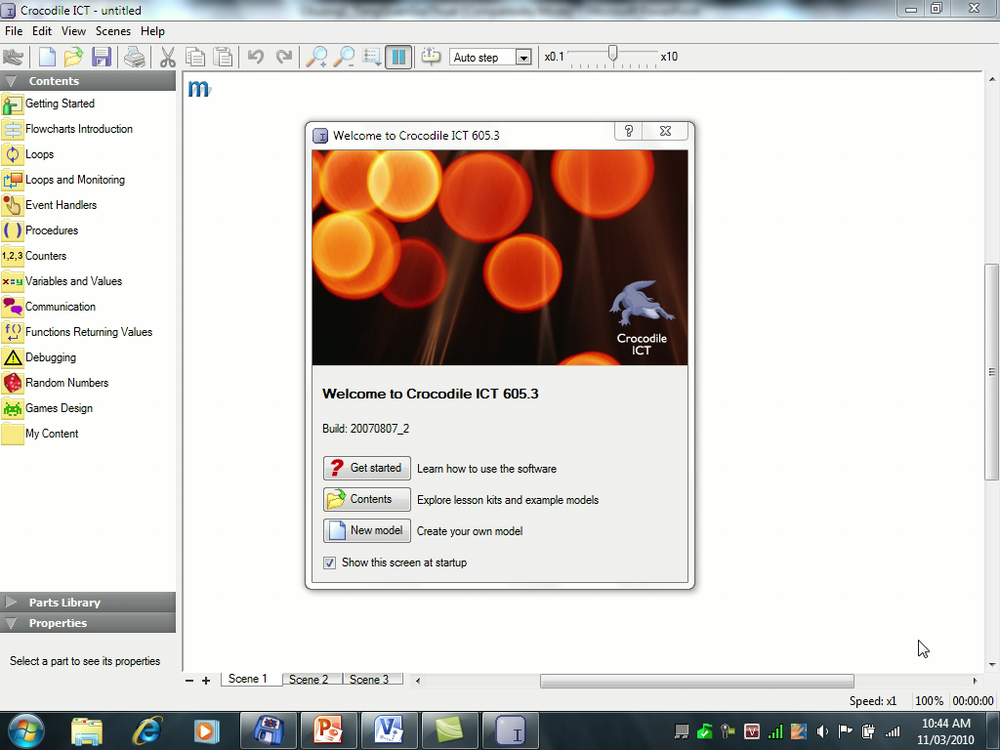 Crocodile ICT - untitled
File Edit View Scenes Help
Auto step x0.1 x10
Contents
Getting Started
Flowcharts Introduction
Loops
Loops and Monitoring
Event Handlers
Procedures
1,2,3 Counters
x=y Variables and Values
Communication
f() Functions Returning Values
Debugging
Random Numbers
Games Design
My Content
Parts Library
Properties
Select a part to see its properties
m
Welcome to Crocodile ICT 605.3
Crocodile
ICT
Welcome to Crocodile ICT 605.3
Build: 20070807_2
? Get started Learn how to use the software
Contents Explore lesson kits and example models
New model Create your own model
Show this screen at startup
Scene 1 Scene 2 Scene 3
Speed: x1 100% 00:00:00
10:44 AM
11/03/2010